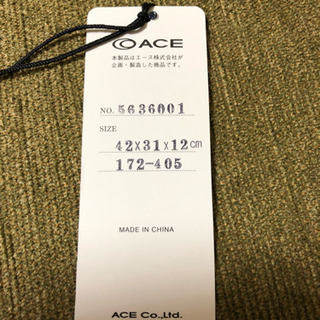 ACE
本製品はエース株式会社が
企画・製造した商品です。
NO. 5636001
SIZE
42x31x12cm
172-405
MADE IN CHINA
ACE Co.,Ltd.